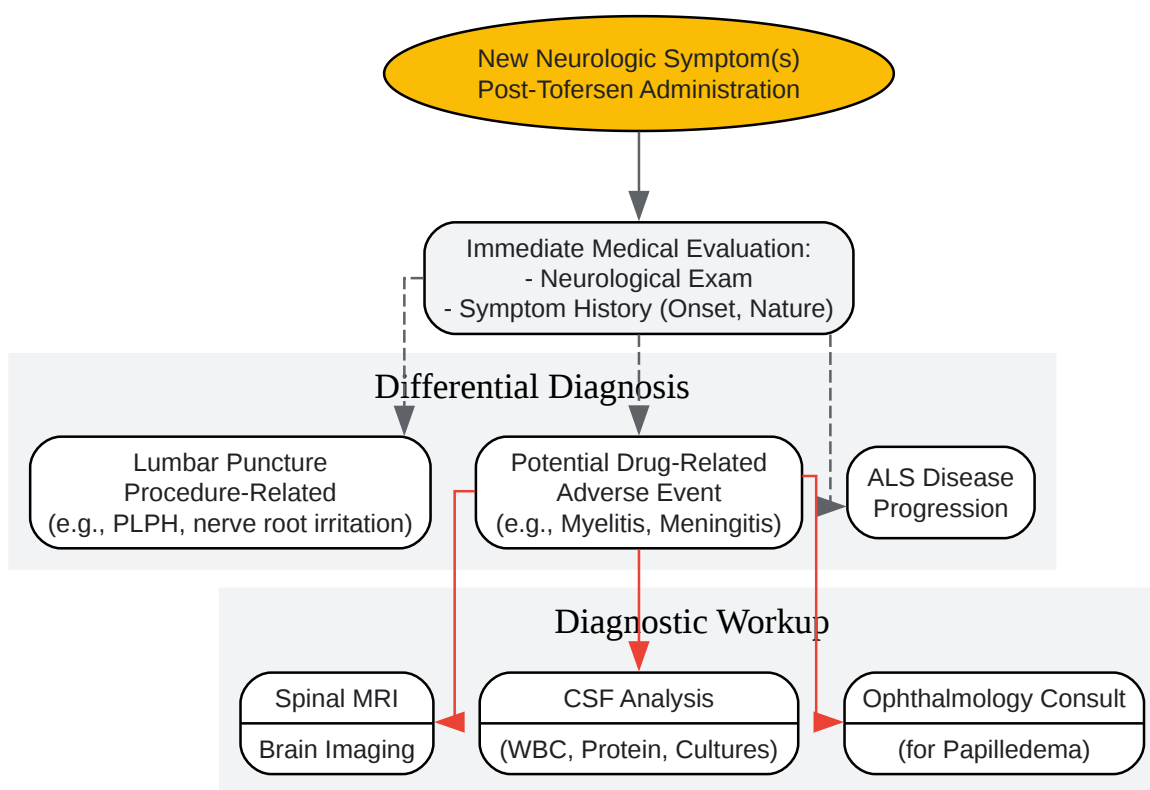 New Neurologic Symptom(s)
Post-Tofersen Administration
Immediate Medical Evaluation:
- Neurological Exam
- Symptom History (Onset, Nature)
Differential Diagnosis
Lumbar Puncture
Procedure-Related
(e.g., PLPH, nerve root irritation)
Potential Drug-Related
Adverse Event
(e.g., Myelitis, Meningitis)
ALS Disease
Progression
Diagnostic Workup
Spinal MRI
Brain Imaging
CSF Analysis
(WBC, Protein, Cultures)
Ophthalmology Consult
(for Papilledema)